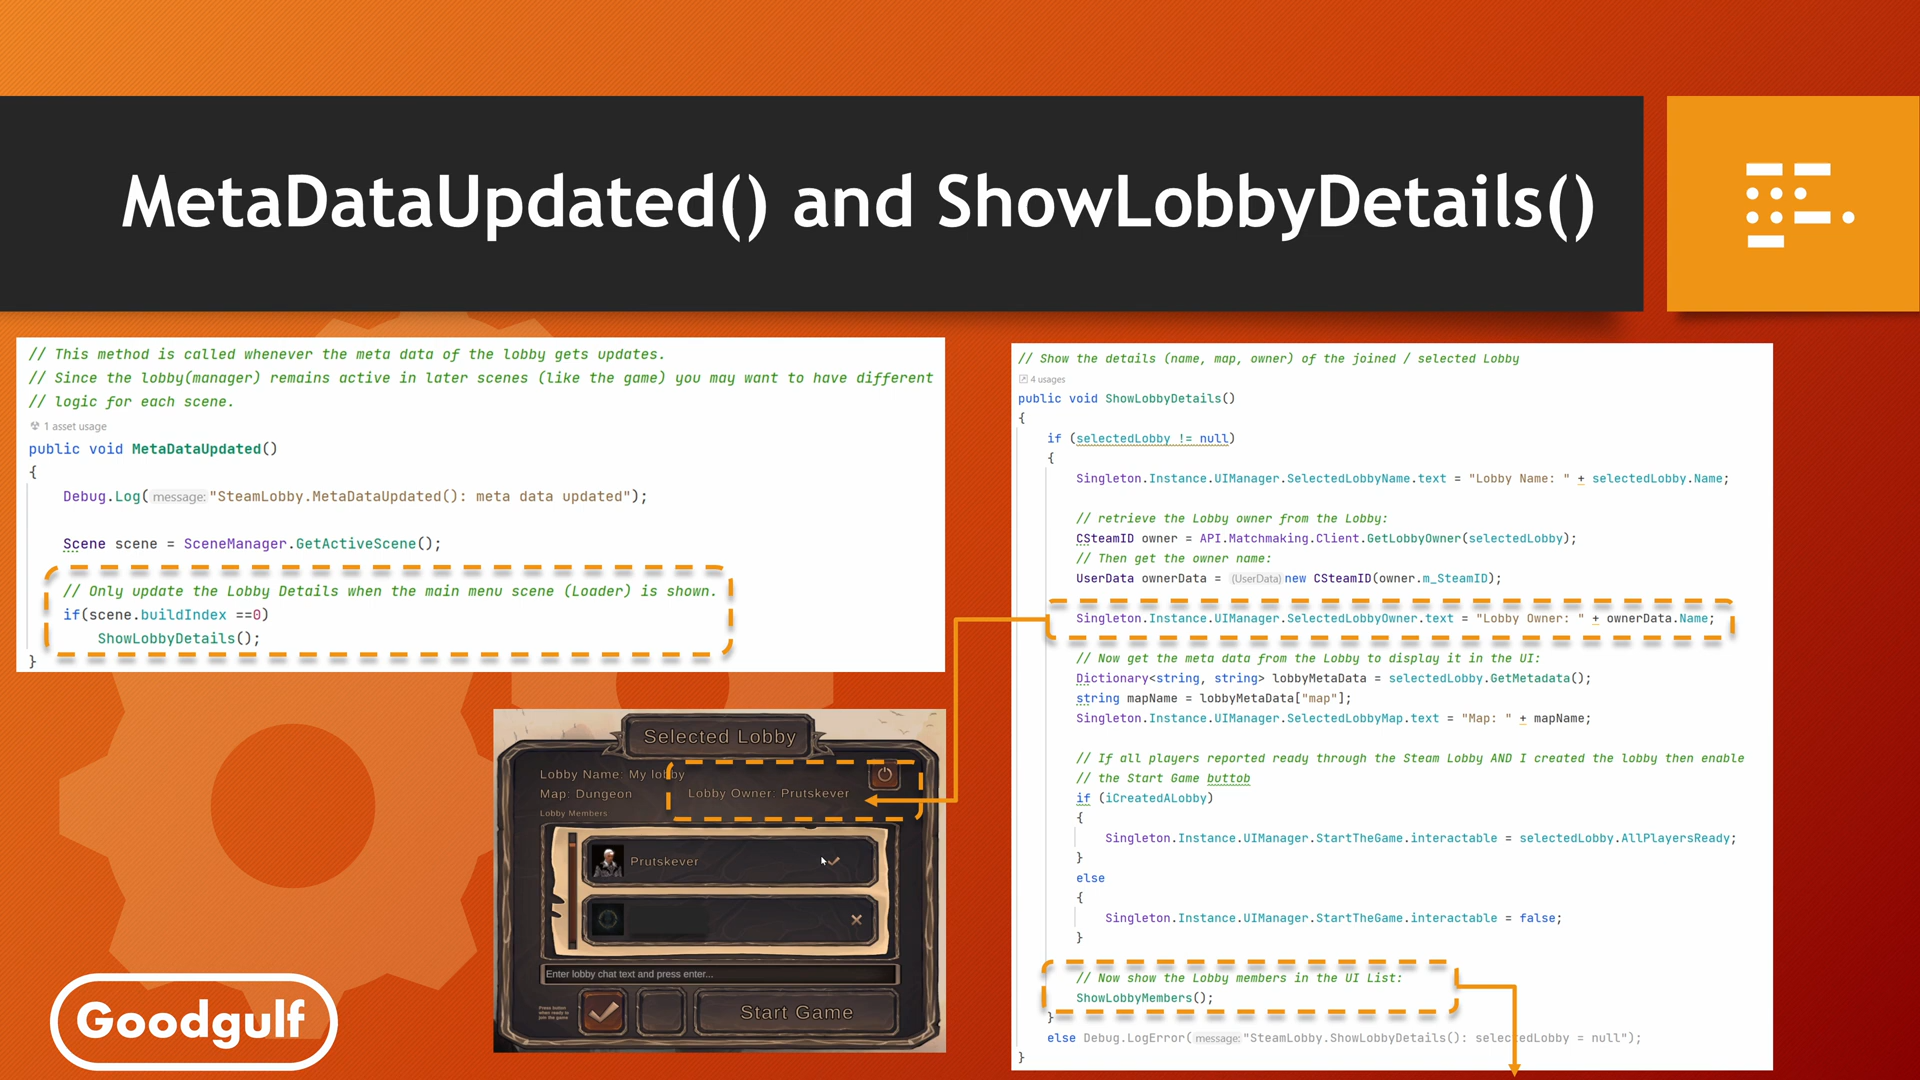 MetaDataUpdated() and ShowLobbyDetails()
// This method is called whenever the meta data of the lobby gets updates.
// Since the lobby(manager) remains active in later scenes (like the game) you may want to have different
// logic for each scene.
1 asset usage
public void MetaDataUpdated()
{
Debug.Log( message: "SteamLobby.MetaDataUpdated(): meta data updated");
Scene scene = SceneManager.GetActiveScene();
// Only update the Lobby Details when the main menu scene (Loader) is shown.
if(scene.buildIndex ==0)
ShowLobbyDetails();
}
Selected Lobby
Lobby Name: My lobby
Map: Dungeon
Lobby Owner: Prutskever
Lobby Members
Prutskever
Enter lobby chat text and press enter...
Press button
when ready to
join the game
Start Game
Goodgulf
// Show the details (name, map, owner) of the joined / selected Lobby
4 usages
public void ShowLobbyDetails()
{
if (selectedLobby != null)
{
Singleton.Instance.UIManager.SelectedLobbyName.text = "Lobby Name: " + selectedLobby.Name;
// retrieve the Lobby owner from the Lobby:
CSteamID owner = API.Matchmaking.Client.GetLobbyOwner(selectedLobby);
// Then get the owner name:
UserData ownerData = (UserData) new CSteamID(owner.m_SteamID);
Singleton.Instance.UIManager.SelectedLobbyOwner.text = "Lobby Owner: " + ownerData.Name;
// Now get the meta data from the Lobby to display it in the UI:
Dictionary<string, string> lobbyMetaData = selectedLobby.GetMetadata();
string mapName = lobbyMetaData["map"];
Singleton.Instance.UIManager.SelectedLobbyMap.text = "Map: " + mapName;
// If all players reported ready through the Steam Lobby AND I created the lobby then enable
// the Start Game buttob
if (iCreatedALobby)
{
Singleton.Instance.UIManager.StartTheGame.interactable = selectedLobby.AllPlayersReady;
}
else
{
Singleton.Instance.UIManager.StartTheGame.interactable = false;
}
// Now show the Lobby members in the UI List:
ShowLobbyMembers();
}
else Debug.LogError( message: "SteamLobby.ShowLobbyDetails(): selectedLobby = null");
}